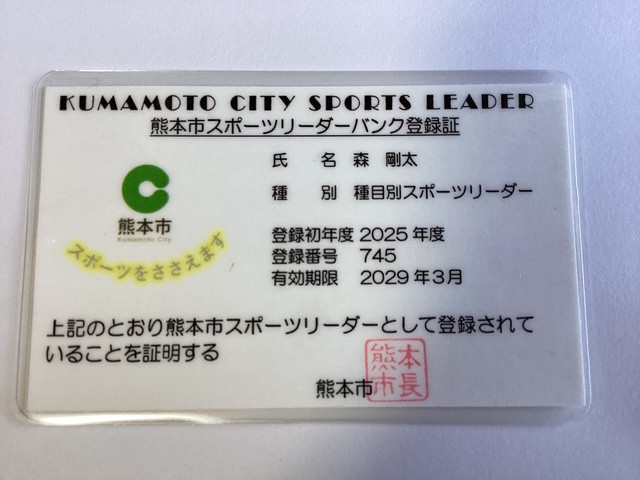 KUMAMOTO CITY SPORTS LEADER
熊本市スポーツリーダーバンク登録証
氏　名 森 剛太
種　別 種目別スポーツリーダー
熊本市
Kumamoto City
スポーツをささえます
登録初年度 2025 年度
登録番号 745
有効期限 2029 年3月
上記のとおり熊本市スポーツリーダーとして登録されて
いることを証明する
熊本市
熊本
市長